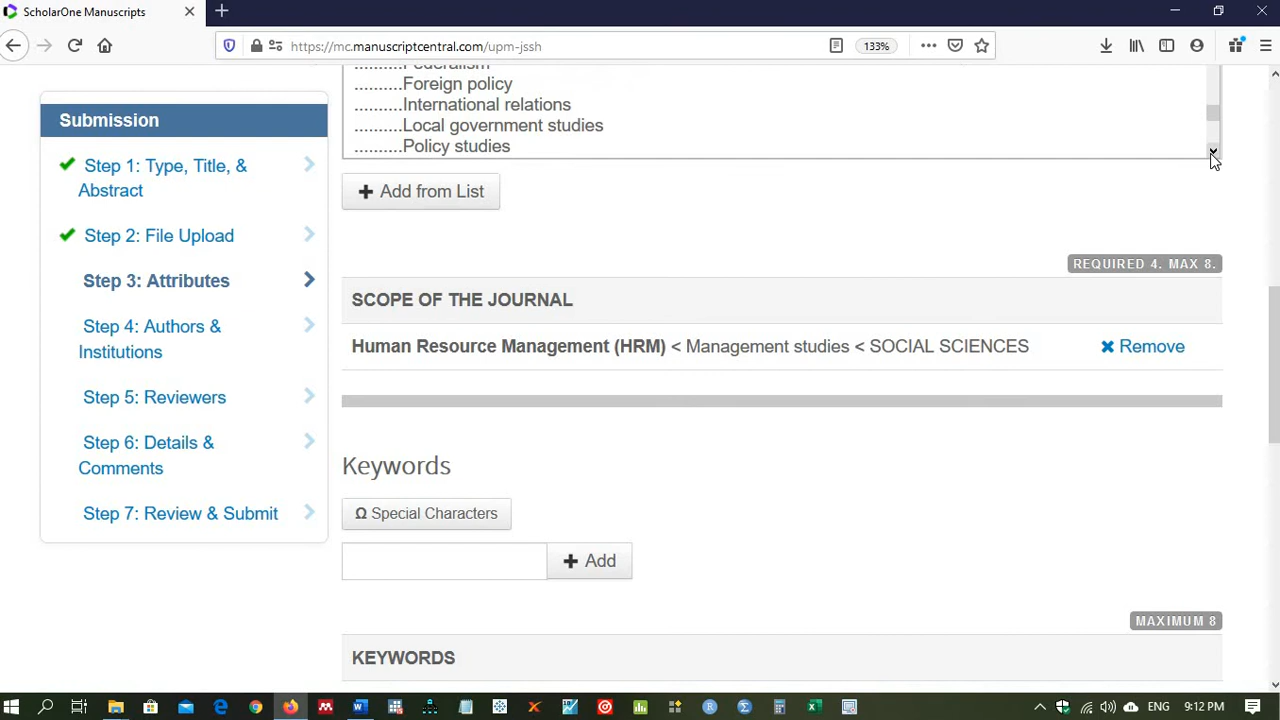 ScholarOne Manuscripts
https://mc.manuscriptcentral.com/upm-jssh
133%
..........Federalism
..........Foreign policy
..........International relations
..........Local government studies
..........Policy studies
Add from List
Submission
Step 1: Type, Title, &
Abstract
Step 2: File Upload
Step 3: Attributes
Step 4: Authors &
Institutions
Step 5: Reviewers
Step 6: Details &
Comments
Step 7: Review & Submit
REQUIRED 4. MAX 8.
SCOPE OF THE JOURNAL
Human Resource Management (HRM) < Management studies < SOCIAL SCIENCES
Remove
Keywords
Ω Special Characters
Add
MAXIMUM 8
KEYWORDS
ENG
9:12 PM